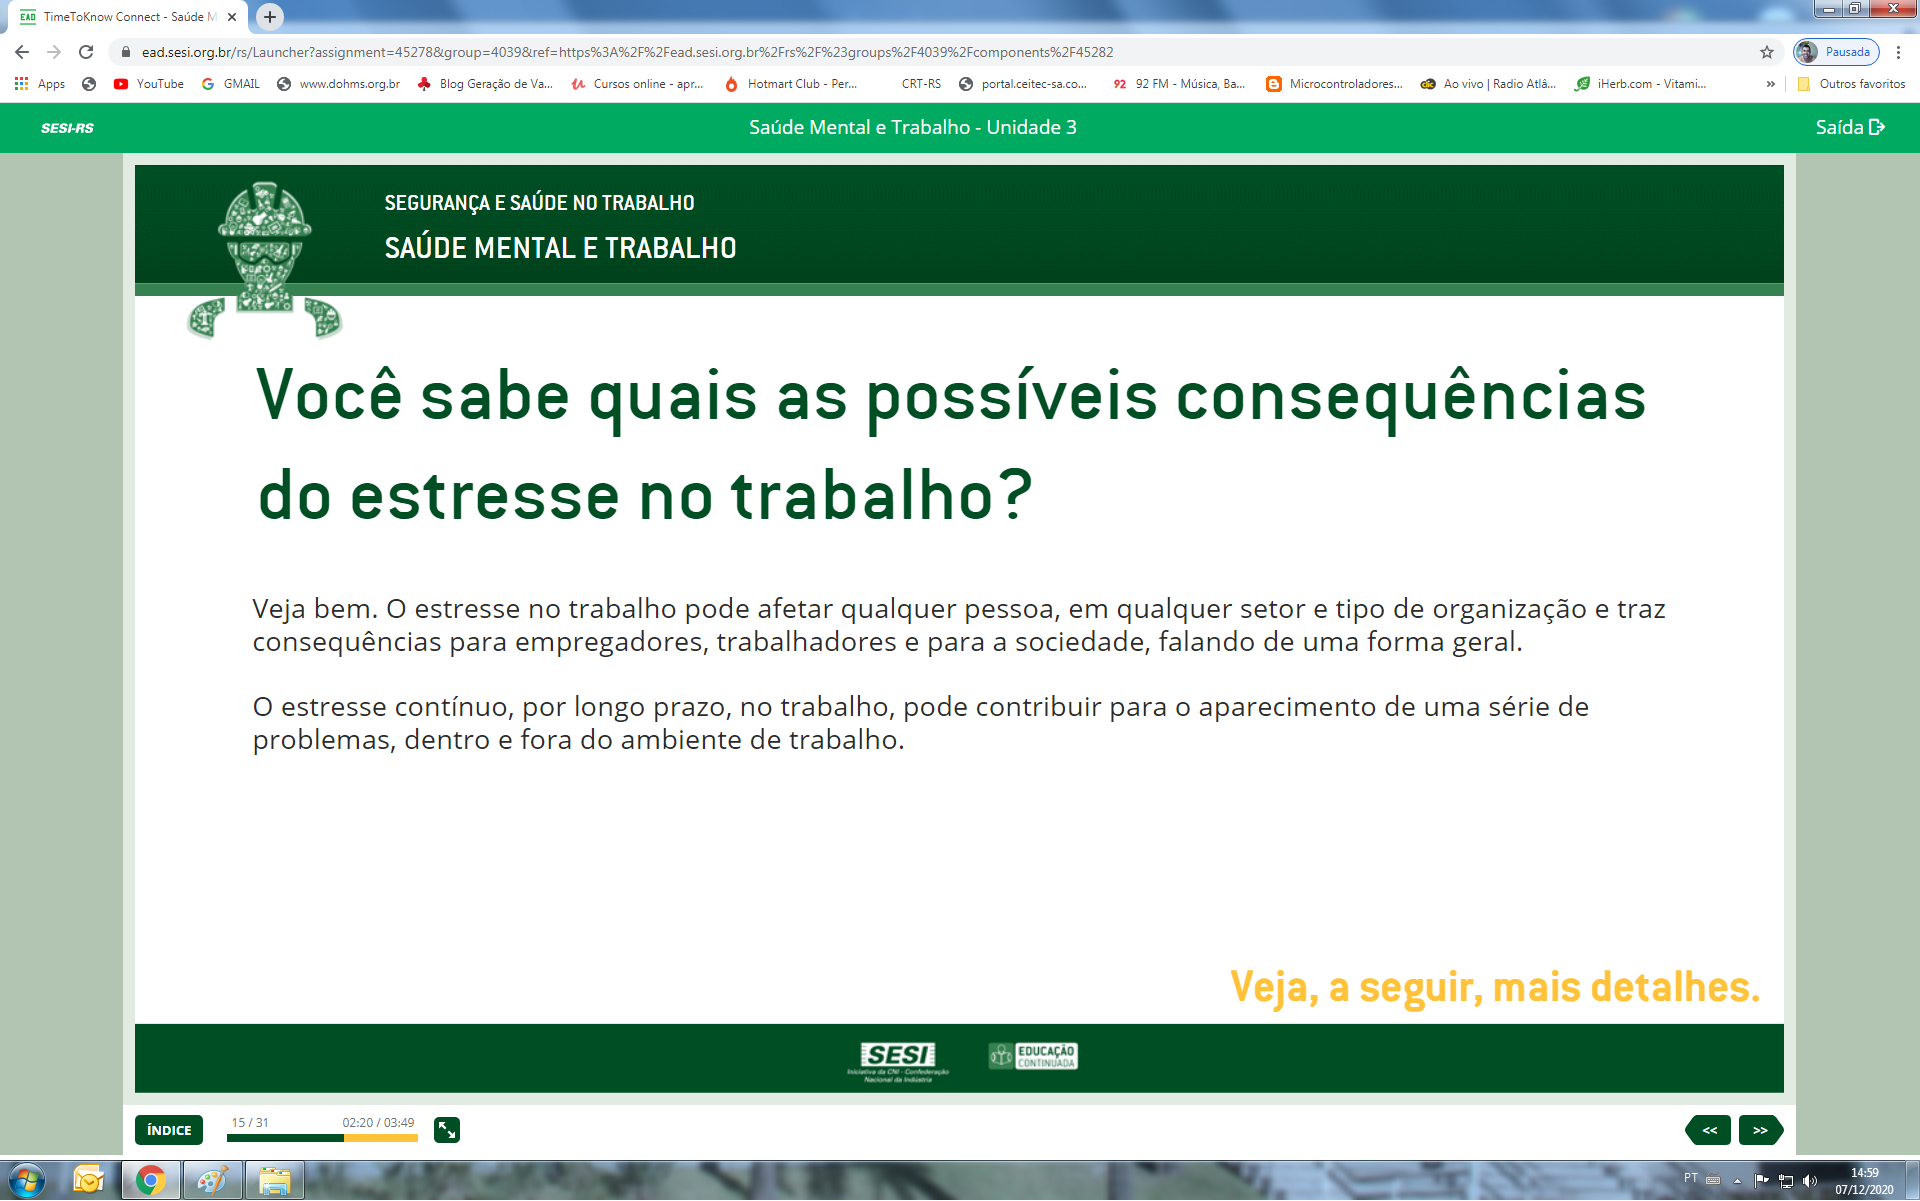 TimeToKnow Connect - Saúde M
ead.sesi.org.br/rs/Launcher?assignment=45278&group=4039&ref=https%3A%2F%2Fead.sesi.org.br%2Frs%2F%23groups%2F4039%2Fcomponents%2F45282
Pausada
Apps YouTube GMAIL www.dohms.org.br Blog Geração de Va... Cursos online - apr... Hotmart Club - Per... CRT-RS portal.ceitec-sa.co... 92 FM - Música, Ba... Microcontroladores... Ao vivo | Radio Atlâ... iHerb.com - Vitami... » Outros favoritos
SESI-RS Saúde Mental e Trabalho - Unidade 3 Saída
SEGURANÇA E SAÚDE NO TRABALHO
SAÚDE MENTAL E TRABALHO
Você sabe quais as possíveis consequências
do estresse no trabalho?
Veja bem. O estresse no trabalho pode afetar qualquer pessoa, em qualquer setor e tipo de organização e traz
consequências para empregadores, trabalhadores e para a sociedade, falando de uma forma geral.
O estresse contínuo, por longo prazo, no trabalho, pode contribuir para o aparecimento de uma série de
problemas, dentro e fora do ambiente de trabalho.
Veja, a seguir, mais detalhes.
SESI
Iniciativa da CNI - Confederação
Nacional da Indústria
EDUCAÇÃO
CONTINUADA
ÍNDICE 15 / 31 02:20 / 03:49 << >>
PT 14:59
07/12/2020